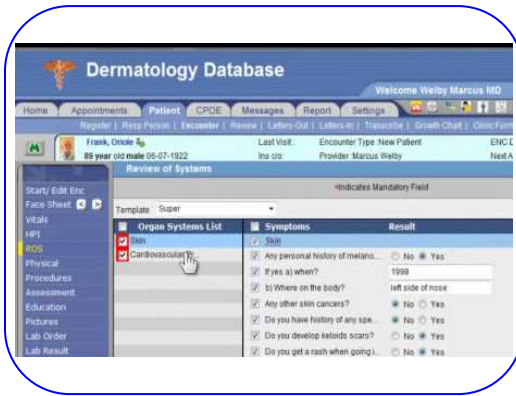 Dermatology Database
Welcome Welby Marcus MD
Home Appointments Patient CPOE Messages Report Settings
Register | Resp Person | Encounter | Review | Letters-Out | Letters-In | Transcribe | Growth Chart | Clinic Form
Frank, Oriole Last Visit : Encounter Type :New Patient ENC D
89 year old male 06-07-1922 Ins c/o: Provider :Marcus Welby Next A
Review of Systems
Start/ Edit Enc
*Indicates Mandatory Field
Face Sheet
Template Super
Vitals
Organ Systems List Symptoms Result
HPI
Skin Skin
ROS
Cardiovascular Any personal history of melano... No Yes
Physical
If yes a) when? 1998
Procedures
b) Where on the body? left side of nose
Assessment
Any other skin cancers? No Yes
Education
Pictures
Do you have history of any spe... No Yes
Lab Order
Do you develop keloids scars? No Yes
Lab Result
Do you get a rash when going i... No Yes